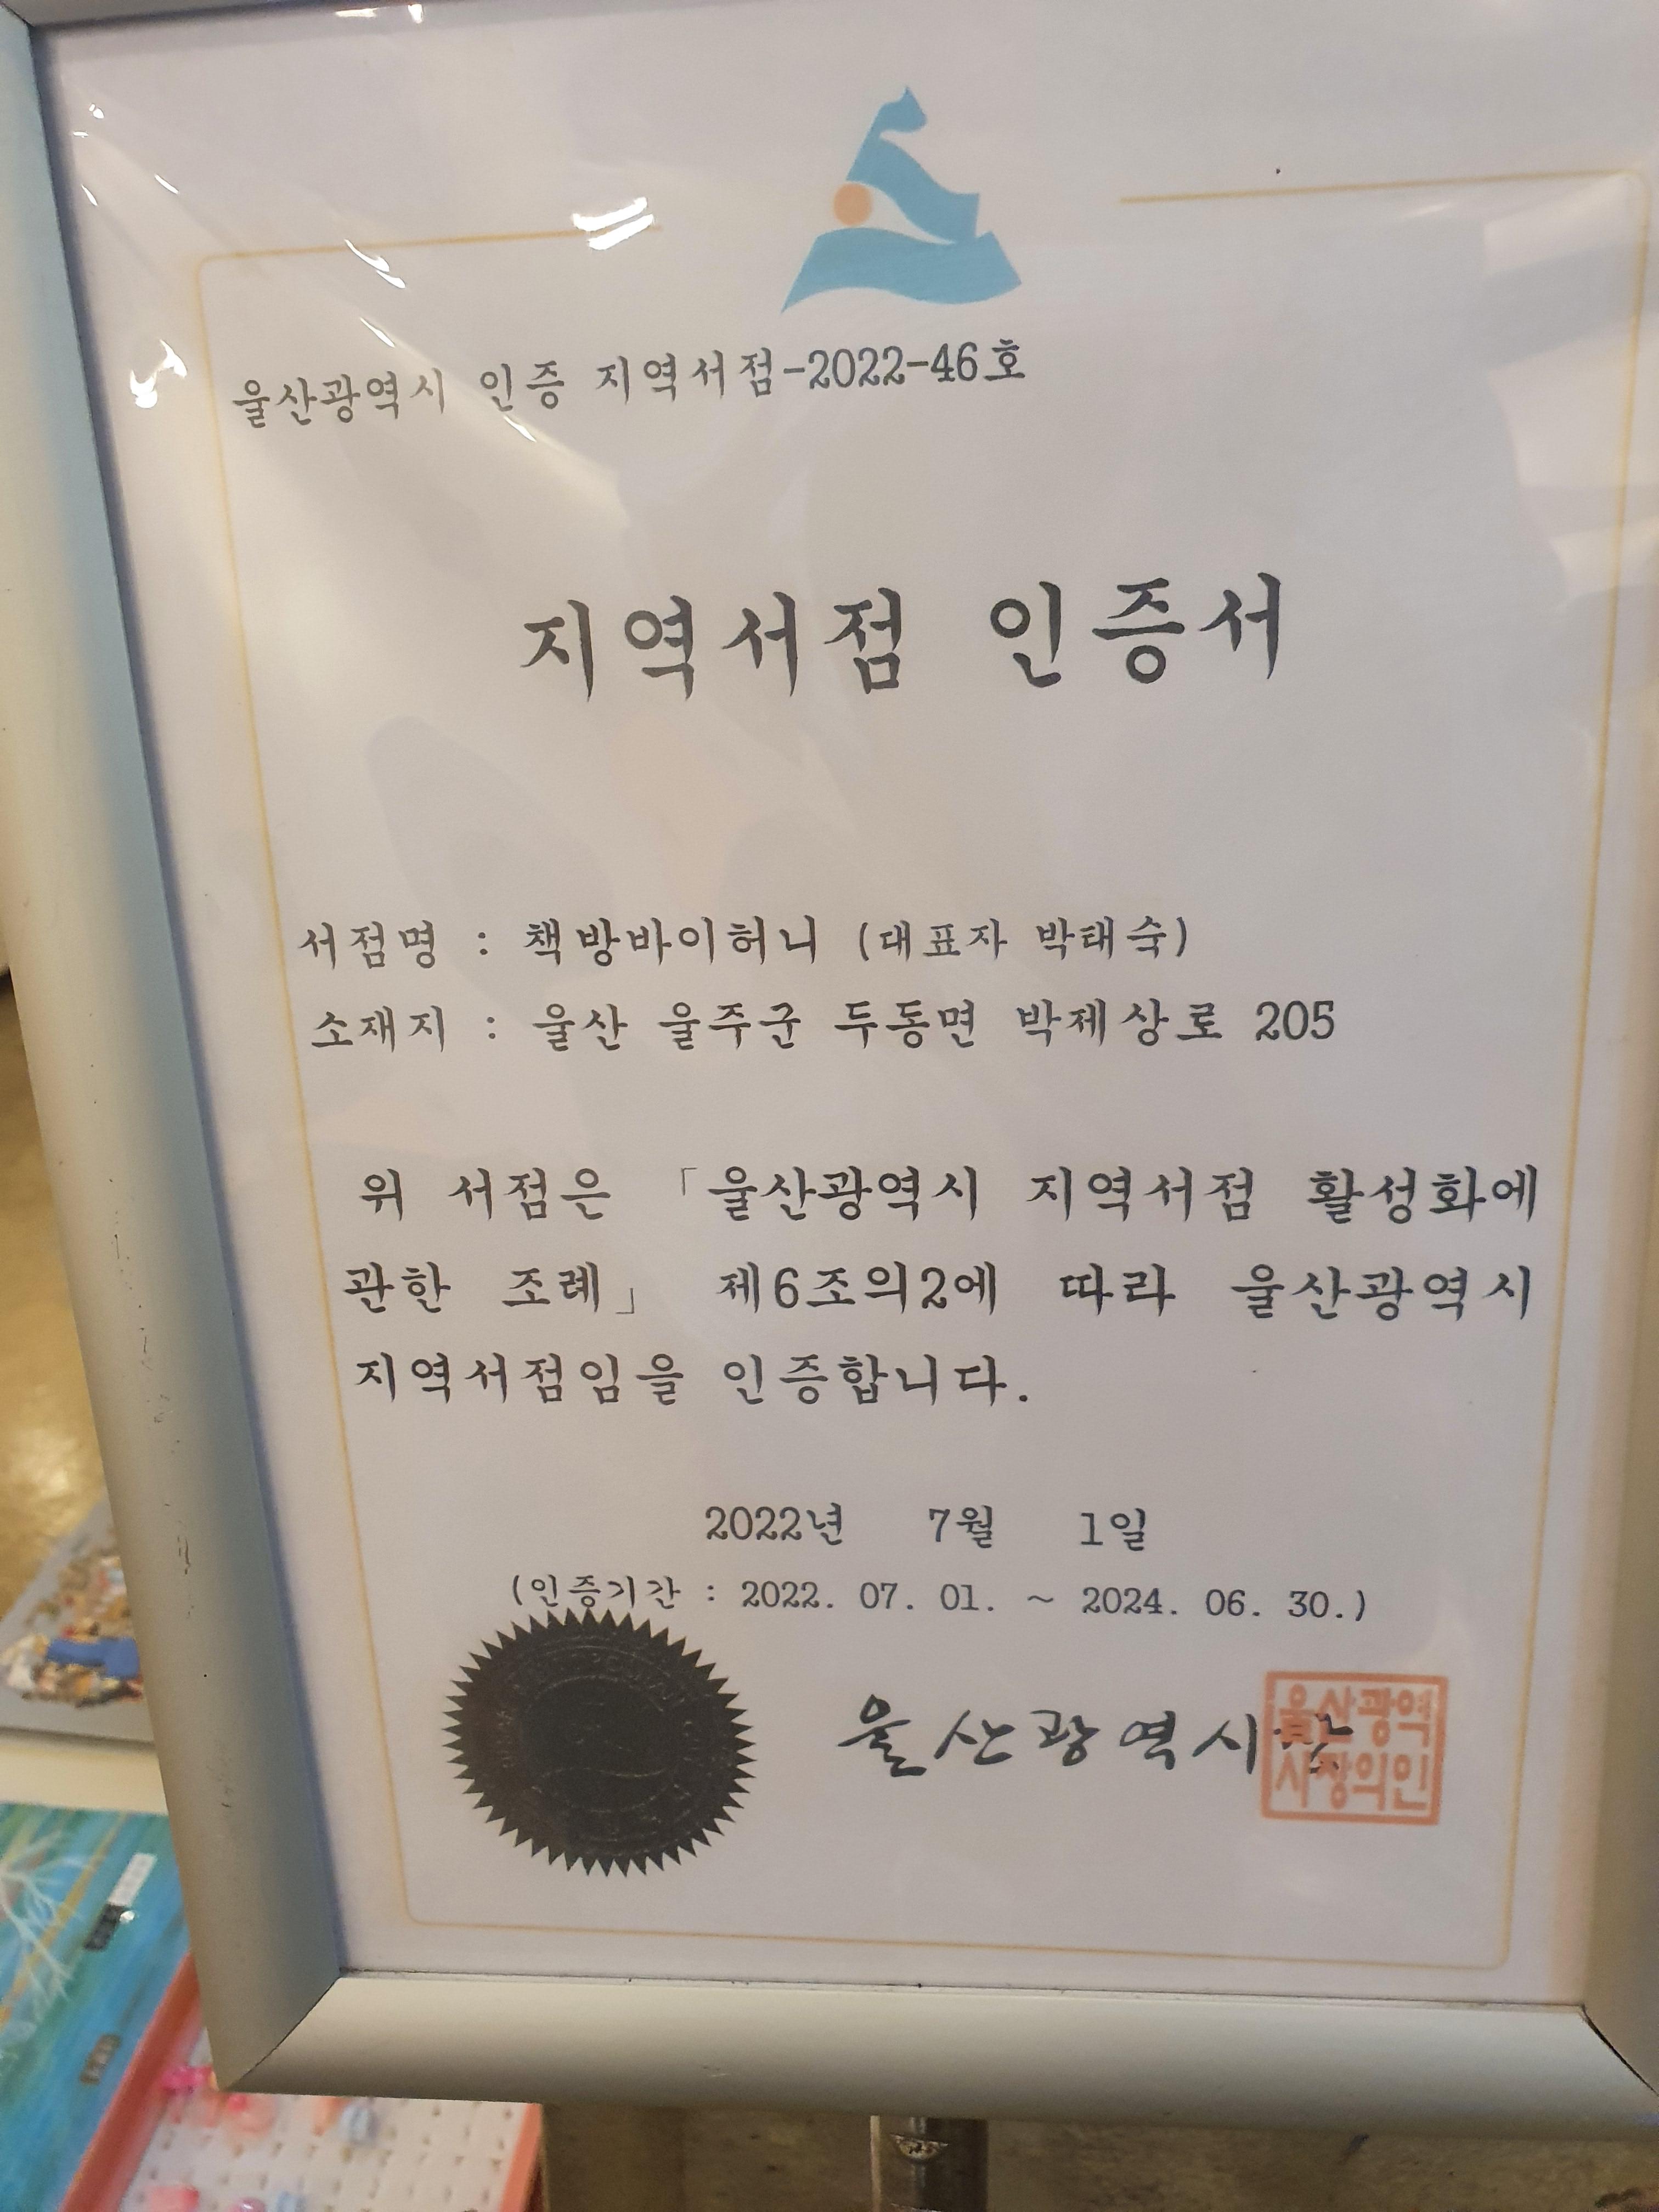 울산광역시 인증 지역서점-2022-46호
지역서점 인증서
서점명 : 책방바이허니 (대표자 박태숙)
소재지 : 울산 울주군 두동면 박제상로 205
위 서점은 「울산광역시 지역서점 활성화에
관한 조례」 제6조의2에 따라 울산광역시
지역서점임을 인증합니다.
2022년 7월 1일
(인증기간 : 2022. 07. 01. ~ 2024. 06. 30.)
울산광역시장
울산광역
시장의인